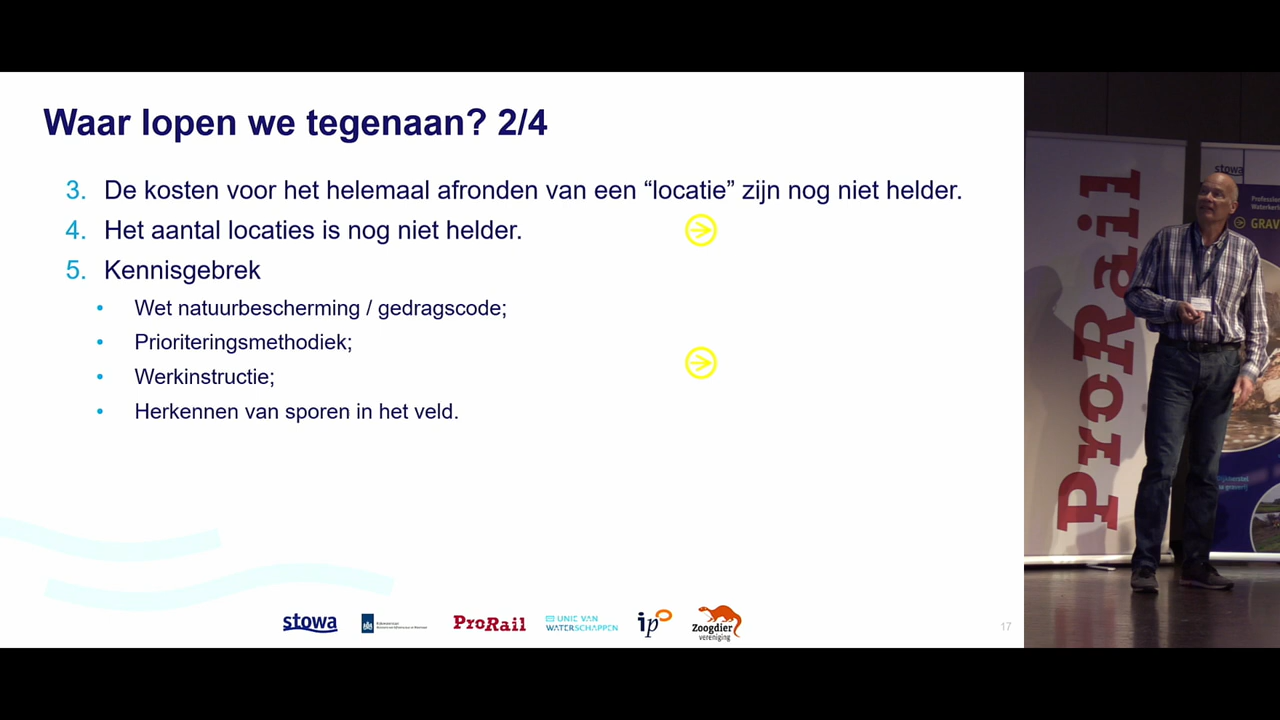 Waar lopen we tegenaan? 2/4
3. De kosten voor het helemaal afronden van een “locatie” zijn nog niet helder.
4. Het aantal locaties is nog niet helder.
5. Kennisgebrek
• Wet natuurbescherming / gedragscode;
• Prioriteringsmethodiek;
• Werkinstructie;
• Herkennen van sporen in het veld.
stowa
ProRail
UNIE VAN
WATERSCHAPPEN
ip
Zoogdier
vereniging
17
ProRail
stowa
GRAV